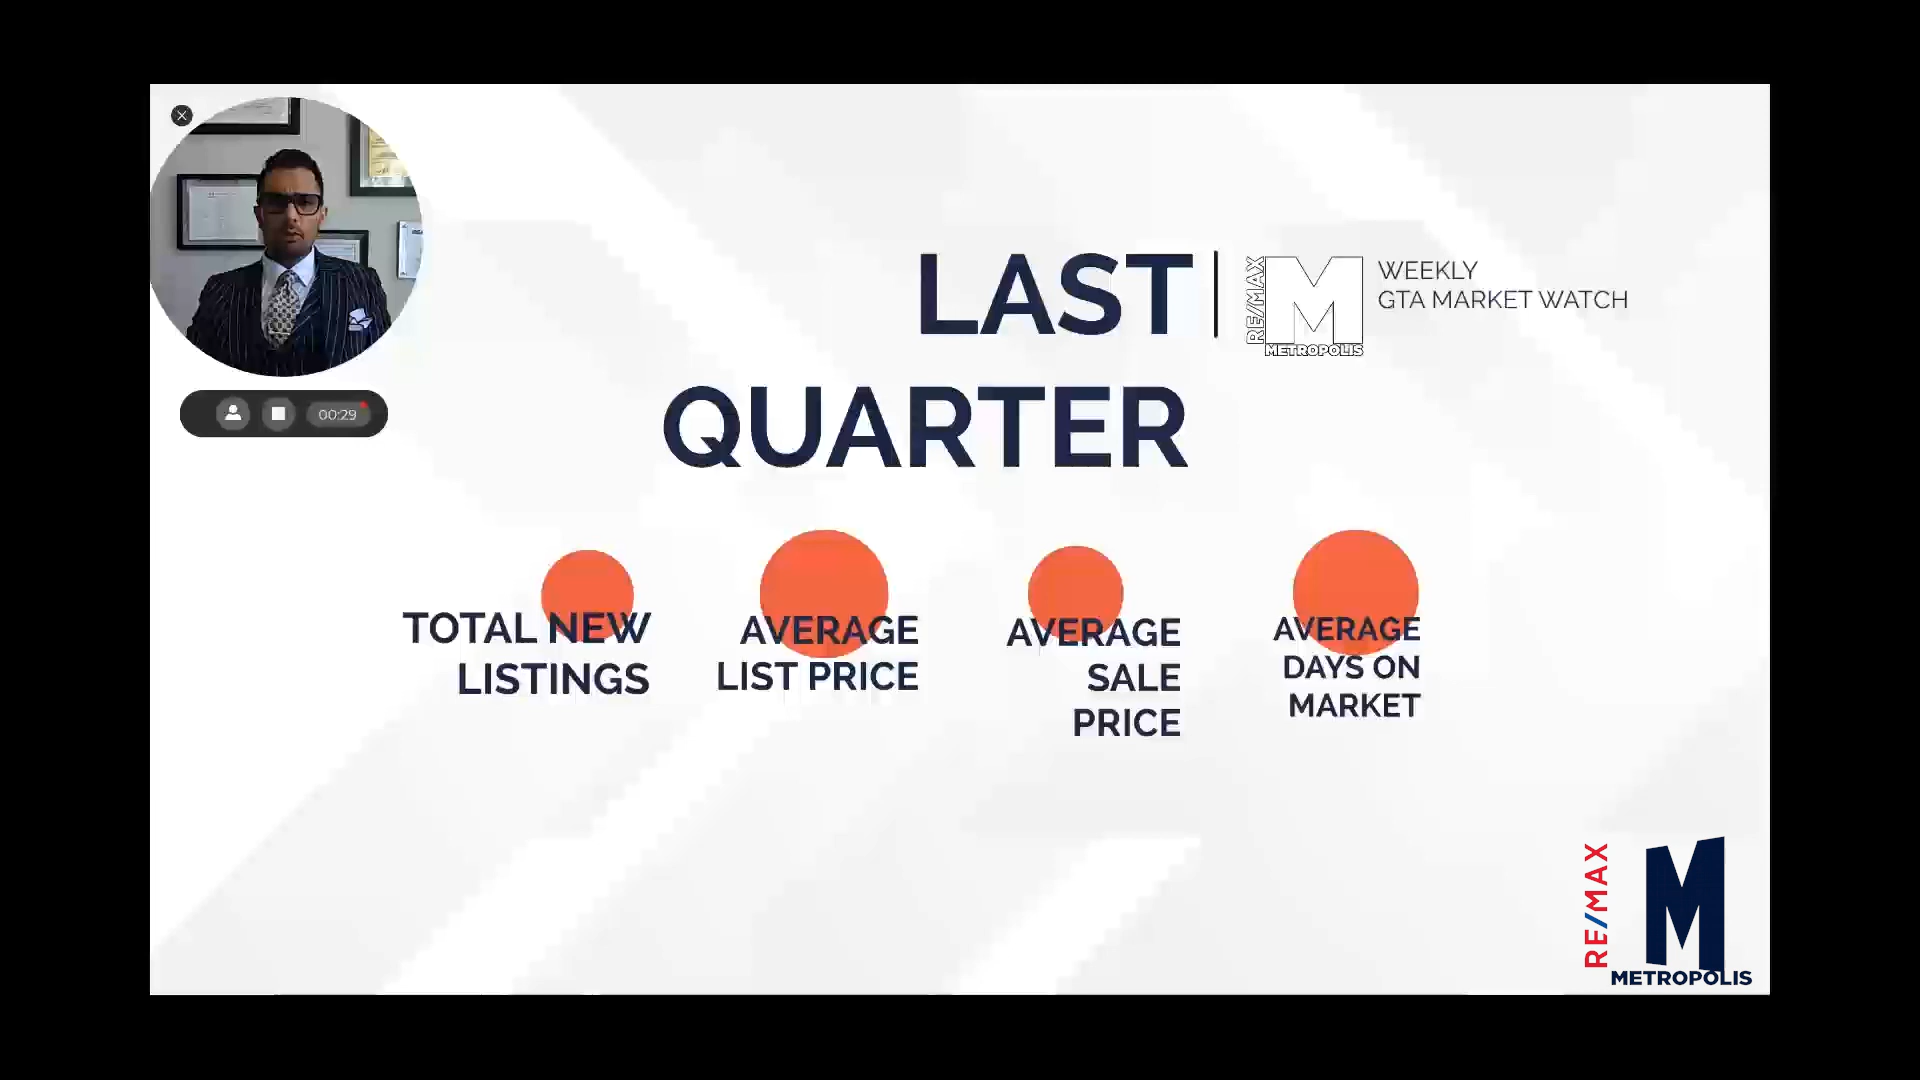 LAST
QUARTER
RE/MAX
M
METROPOLIS
WEEKLY
GTA MARKET WATCH
00:29
TOTAL NEW
LISTINGS
AVERAGE
LIST PRICE
AVERAGE
SALE
PRICE
AVERAGE
DAYS ON
MARKET
RE/MAX
M
METROPOLIS